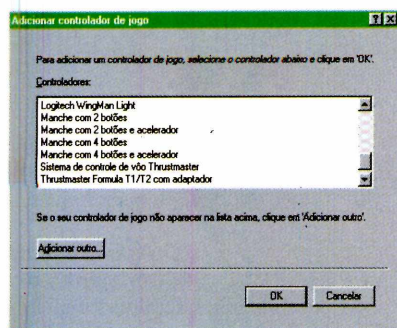 Adicionar controlador de jogo
Para adicionar um controlador de jogo, selecione o controlador abaixo e clique em 'OK'.
Controladores:
Logitech WingMan Light
Manche com 2 botões
Manche com 2 botões e acelerador
Manche com 4 botões
Manche com 4 botões e acelerador
Sistema de controle de vôo Thrustmaster
Thrustmaster Formula T1/T2 com adaptador
Se o seu controlador de jogo não aparecer na lista acima, clique em 'Adicionar outro'.
Adicionar outro...
OK Cancelar